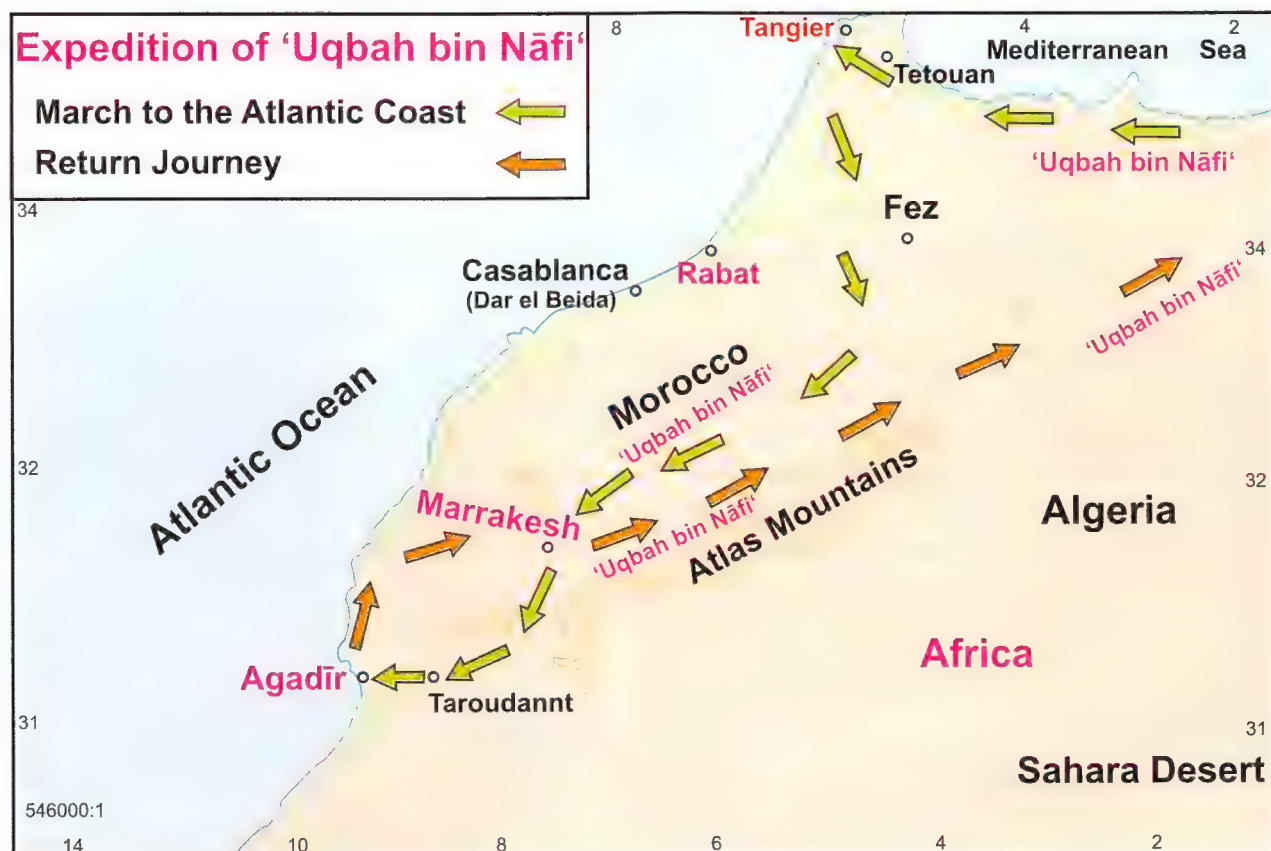 Expedition of ‘Uqbah bin Nāfi‘
March to the Atlantic Coast
Return Journey
8
4
2
Tangier
Tetouan
Mediterranean Sea
‘Uqbah bin Nāfi‘
34
Fez
34
Casablanca
(Dar el Beida)
Rabat
‘Uqbah bin Nāfi‘
Atlantic Ocean
Morocco
‘Uqbah bin Nāfi‘
32
32
Marrakesh
‘Uqbah bin Nāfi‘
Atlas Mountains
Algeria
Agadīr
Taroudannt
Africa
31
31
Sahara Desert
546000:1
14
10
8
6
4
2